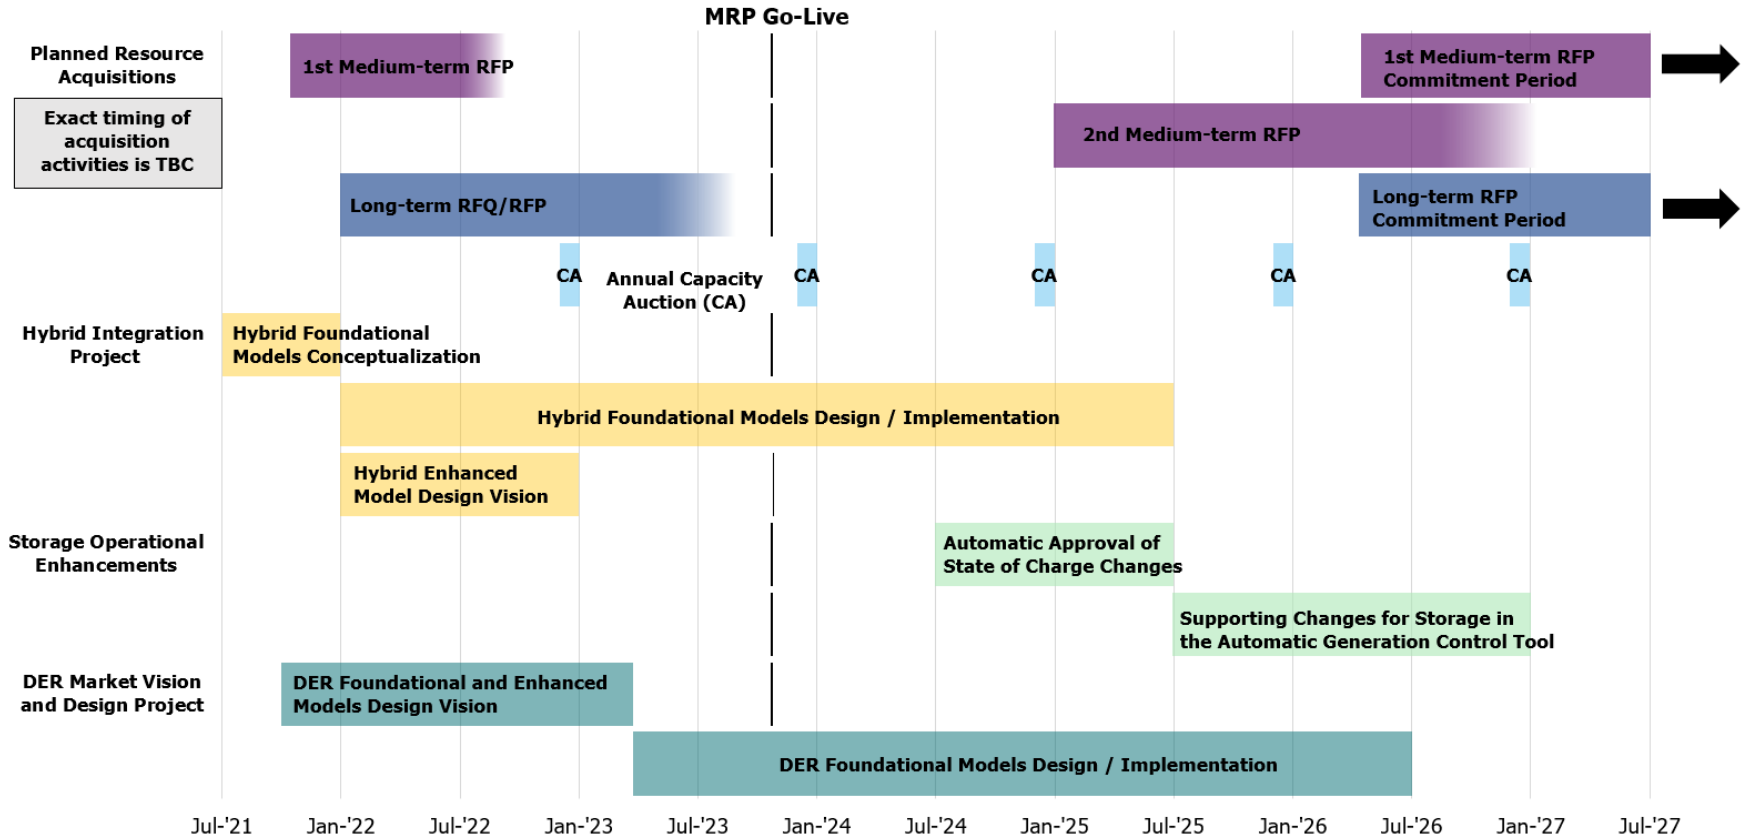 MRP Go-Live
Planned Resource
Acquisitions
1st Medium-term RFP
1st Medium-term RFP
Commitment Period
Exact timing of
acquisition
activities is TBC
2nd Medium-term RFP
Long-term RFQ/RFP
Long-term RFP
Commitment Period
CA
Annual Capacity
Auction (CA)
CA
CA
CA
CA
Hybrid Integration
Project
Hybrid Foundational
Models Conceptualization
Hybrid Foundational Models Design / Implementation
Hybrid Enhanced
Model Design Vision
Storage Operational
Enhancements
Automatic Approval of
State of Charge Changes
Supporting Changes for Storage in
the Automatic Generation Control Tool
DER Market Vision
and Design Project
DER Foundational and Enhanced
Models Design Vision
DER Foundational Models Design / Implementation
Jul-'21 Jan-'22 Jul-'22 Jan-'23 Jul-'23 Jan-'24 Jul-'24 Jan-'25 Jul-'25 Jan-'26 Jul-'26 Jan-'27 Jul-'27